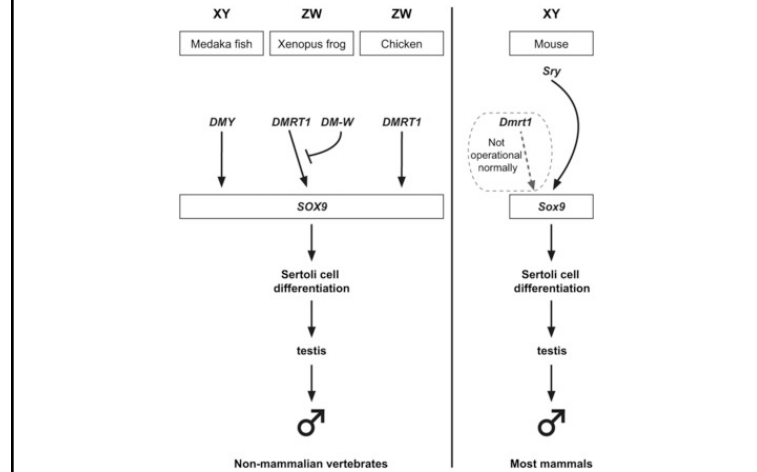 XY ZW ZW XY
Medaka fish Xenopus frog Chicken Mouse
Sry
DMY DMRT1 DM-W DMRT1 Dmrt1
Not
operational
normally
SOX9 Sox9
Sertoli cell
differentiation
Sertoli cell
differentiation
testis testis
Non-mammalian vertebrates Most mammals